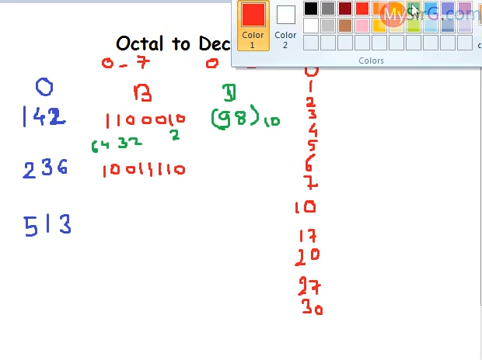 MySirG.com
Color 1
Color 2
Colors
Octal to Dec
0-7 0
O B D
142 1100010 (98)10
64 32 2
236 10011110
513
0
1
2
3
4
5
6
7
10
17
20
27
30